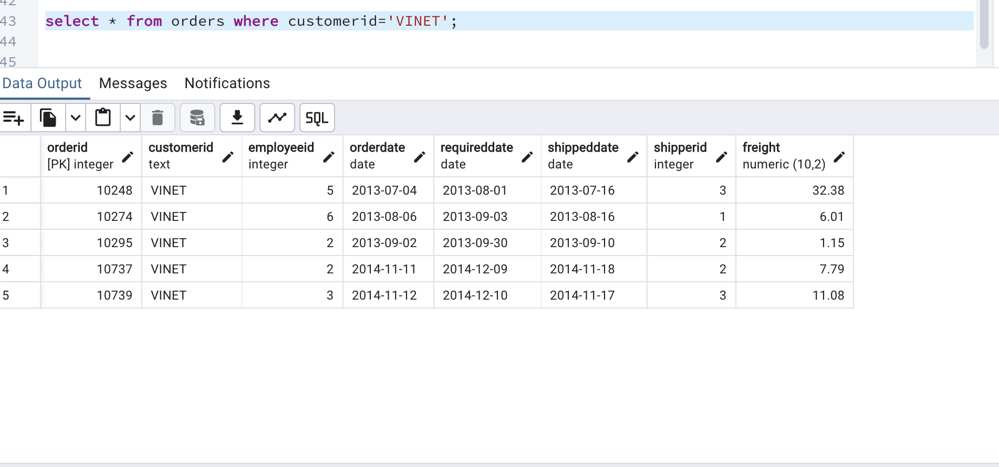 42
43 select * from orders where customerid='VINET';
44
45
Data Output Messages Notifications
SQL
orderid customerid employeeid orderdate requireddate shippeddate shipperid freight
[PK] integer text integer date date date integer numeric (10,2)
1 10248 VINET 5 2013-07-04 2013-08-01 2013-07-16 3 32.38
2 10274 VINET 6 2013-08-06 2013-09-03 2013-08-16 1 6.01
3 10295 VINET 2 2013-09-02 2013-09-30 2013-09-10 2 1.15
4 10737 VINET 2 2014-11-11 2014-12-09 2014-11-18 2 7.79
5 10739 VINET 3 2014-11-12 2014-12-10 2014-11-17 3 11.08